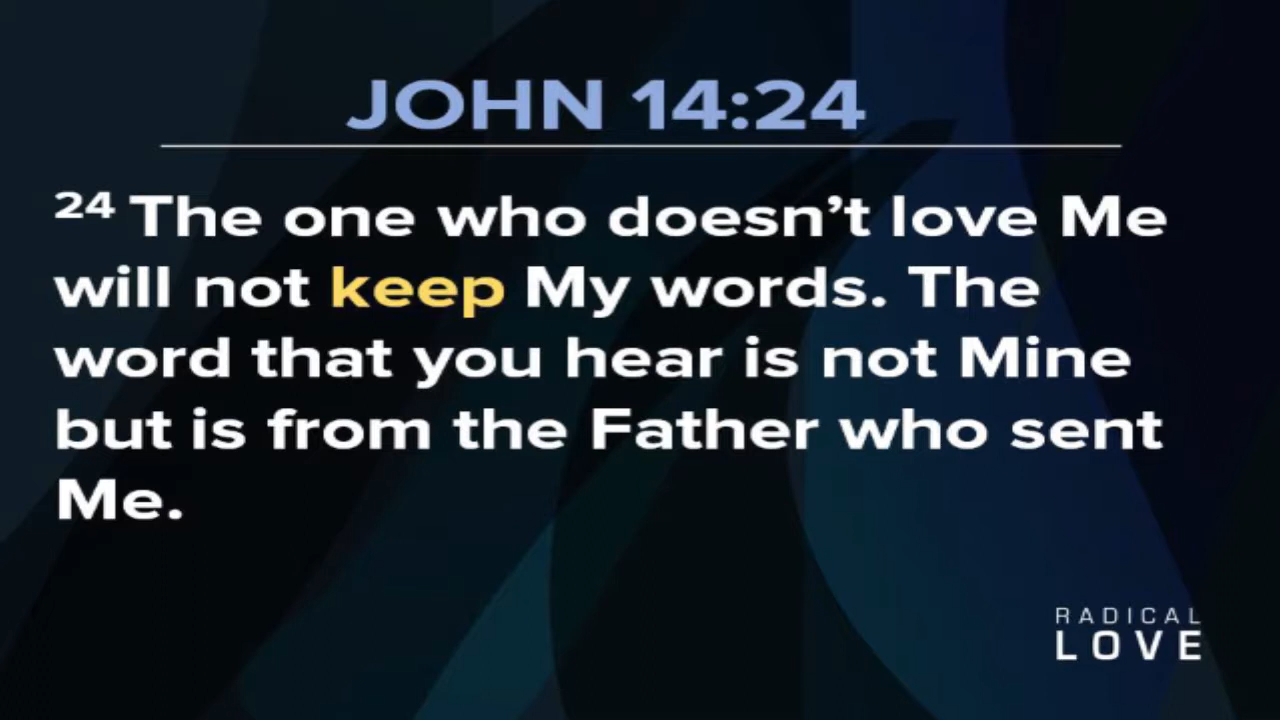 JOHN 14:24
24 The one who doesn’t love Me
will not keep My words. The
word that you hear is not Mine
but is from the Father who sent
Me.
RADICAL
LOVE